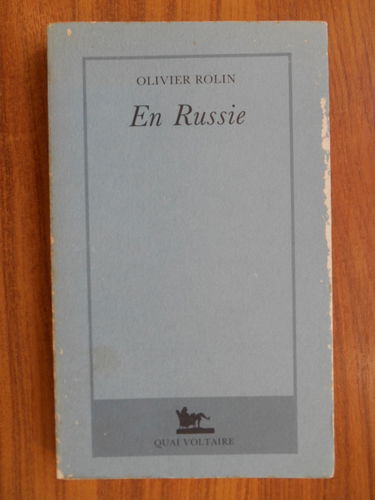 OLIVIER ROLIN
En Russie
QUAI VOLTAIRE